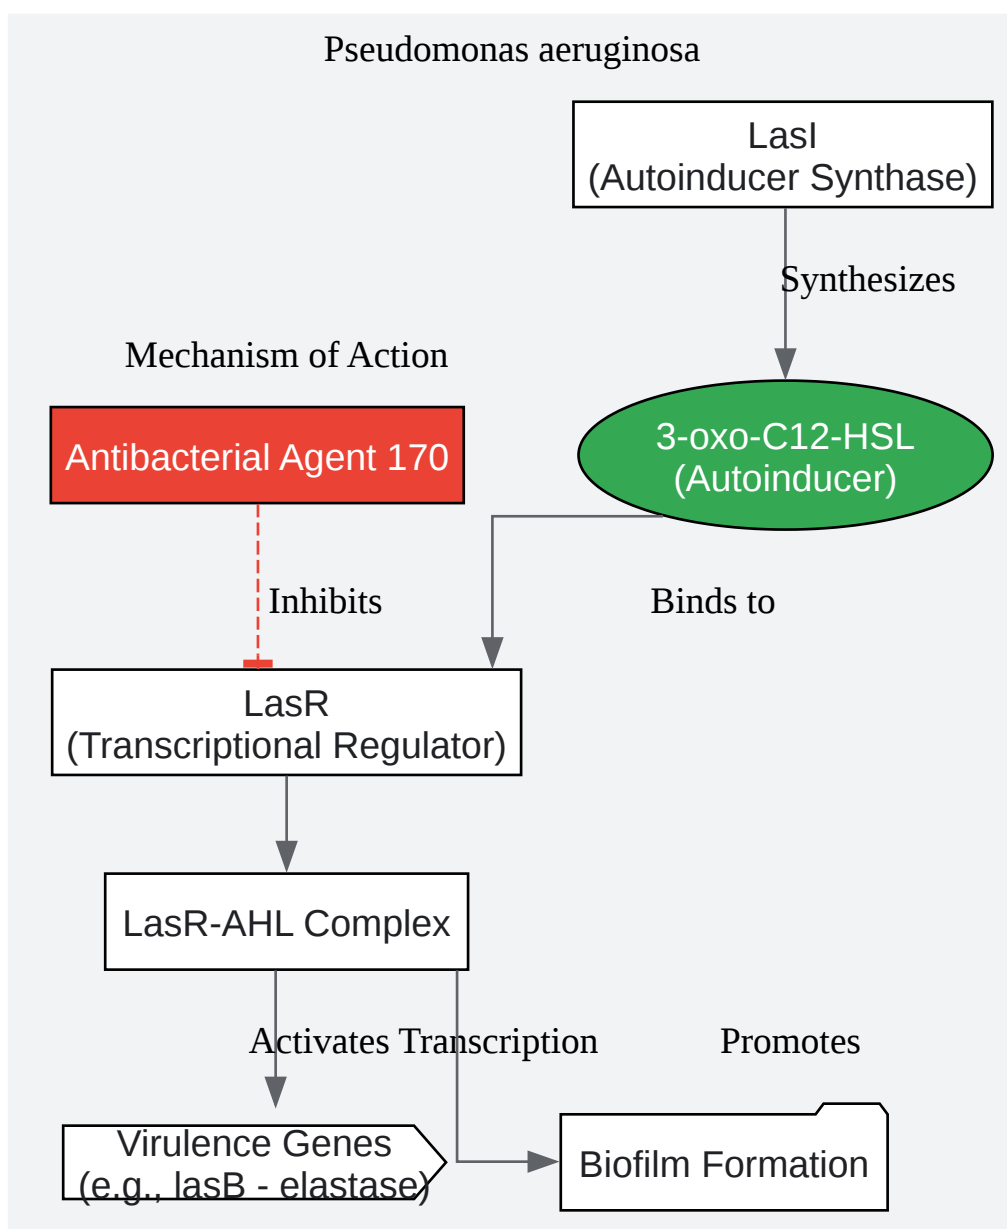 Pseudomonas aeruginosa
LasI
(Autoinducer Synthase)
Synthesizes
Mechanism of Action
Antibacterial Agent 170
3-oxo-C12-HSL
(Autoinducer)
Inhibits
Binds to
LasR
(Transcriptional Regulator)
LasR-AHL Complex
Activates Transcription
Promotes
Virulence Genes
(e.g., lasB - elastase)
Biofilm Formation